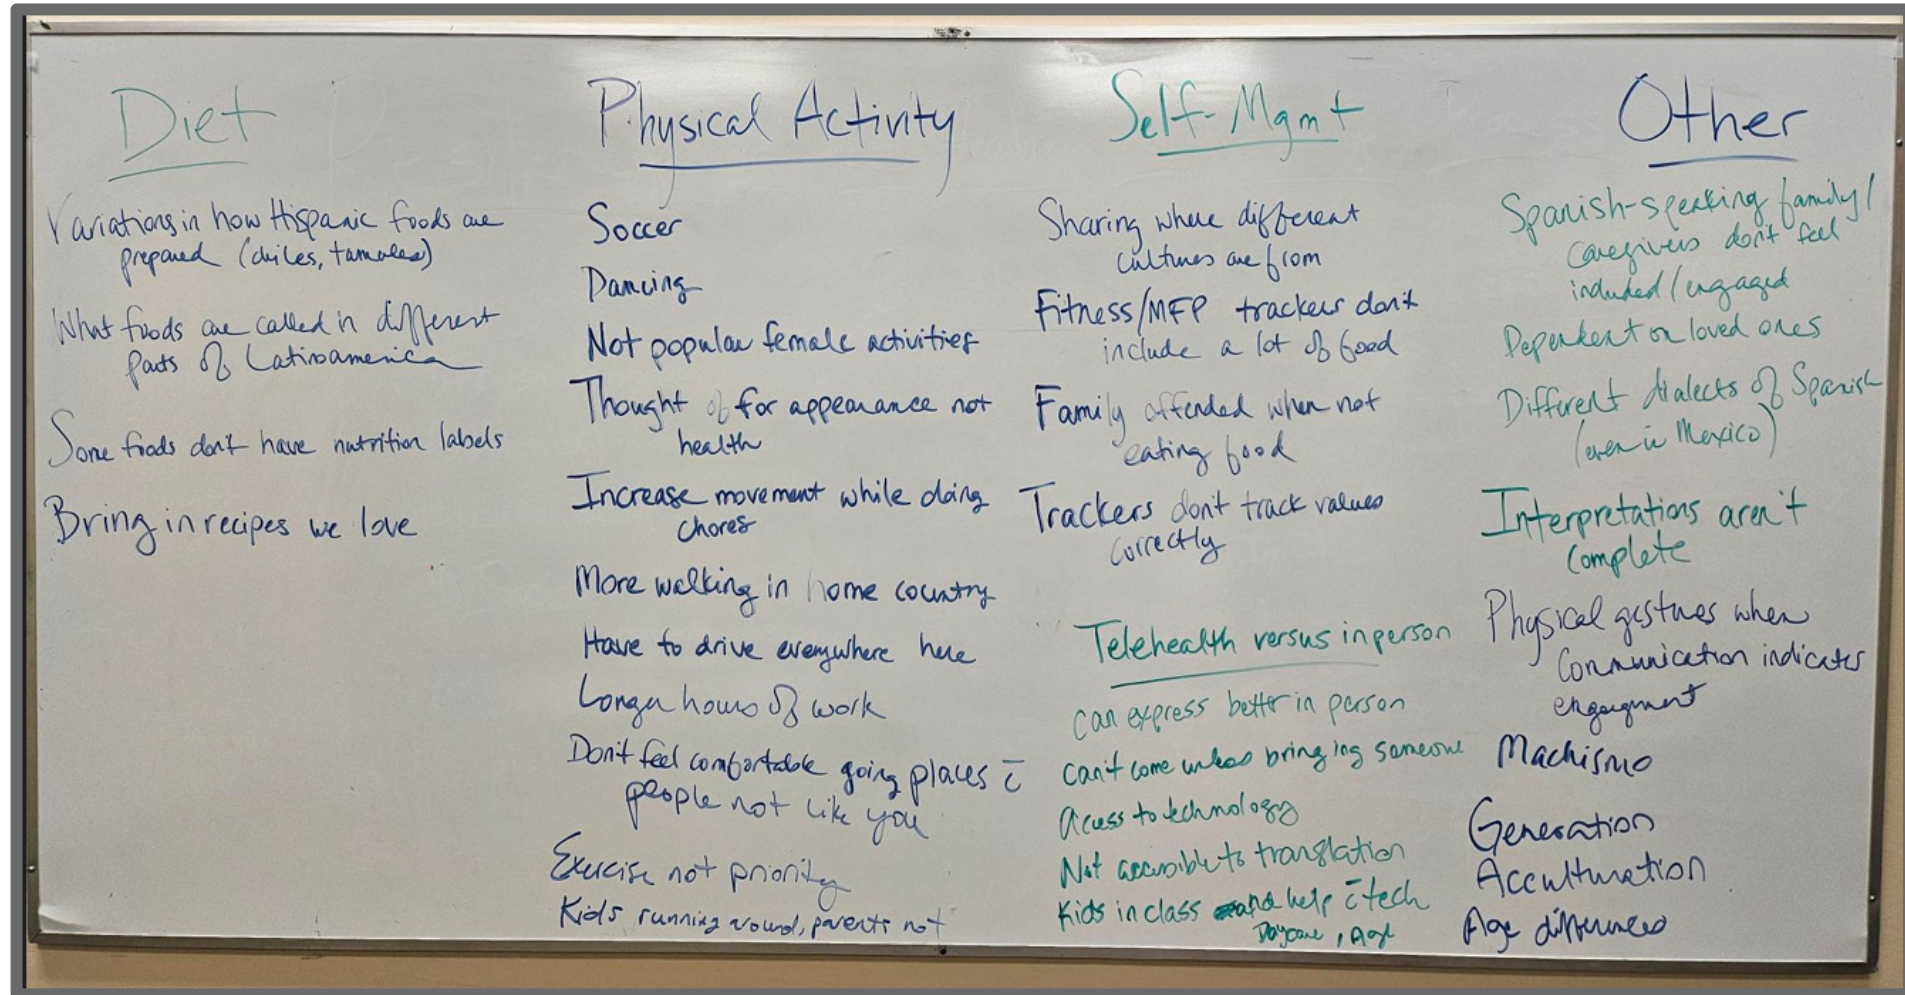 Diet
Variations in how Hispanic foods are
prepared (chiles, tamales)
What foods are called in different
parts of Latinoamerica
Some foods don't have nutrition labels
Bring in recipes we love
Physical Activity
Soccer
Dancing
Not popular female activities
Thought of for appearance not
health
Increase movement while doing
chores
More walking in home country
Have to drive everywhere here
Longer hours of work
Don't feel comfortable going places c̄
people not like you
Exercise not priority
Kids running around, parents not
Self-Mgmt
Sharing where different
cultures are from
Fitness/MFP trackers don't
include a lot of food
Family offended when not
eating food
Trackers don't track values
correctly
Telehealth versus in person
can express better in person
can't come unless bringing someone
Access to technology
Not accessible to translation
Kids in class and help c̄ tech
Daycare, Age
Other
Spanish-speaking family/
caregivers don't feel
included/engaged
Dependent on loved ones
Different dialects of Spanish
(even in Mexico)
Interpretations aren't
complete
Physical gestures when
communication indicates
engagement
Machismo
Generation
Acculturation
Age differences